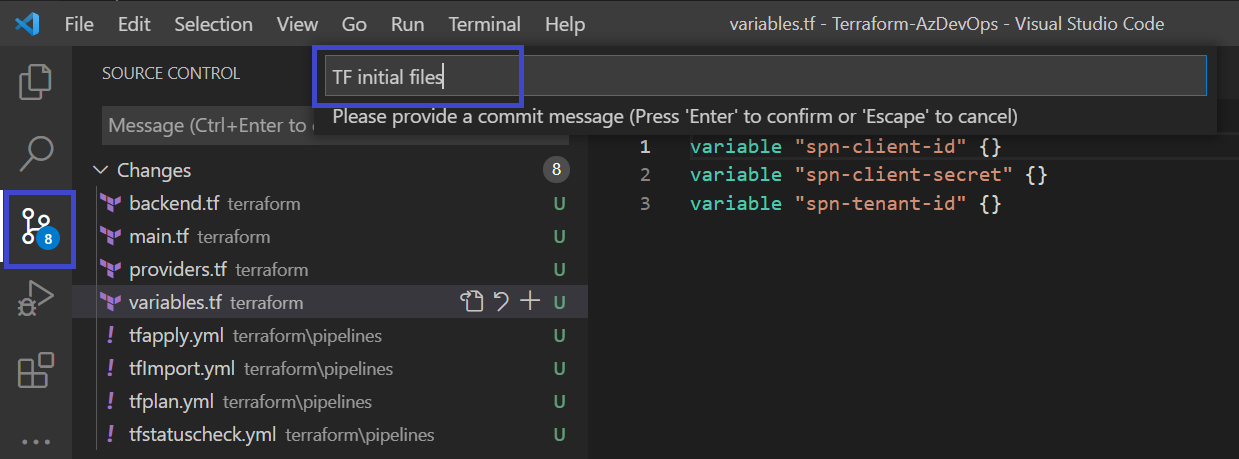 File Edit Selection View Go Run Terminal Help variables.tf - Terraform-AzDevOps - Visual Studio Code
SOURCE CONTROL
TF initial files
Please provide a commit message (Press 'Enter' to confirm or 'Escape' to cancel)
Message (Ctrl+Enter to
Changes 8
backend.tf terraform U
main.tf terraform U
providers.tf terraform U
variables.tf terraform U
tfapply.yml terraform\pipelines U
tfImport.yml terraform\pipelines U
tfplan.yml terraform\pipelines U
tfstatuscheck.yml terraform\pipelines U
8
1 variable "spn-client-id" {}
2 variable "spn-client-secret" {}
3 variable "spn-tenant-id" {}